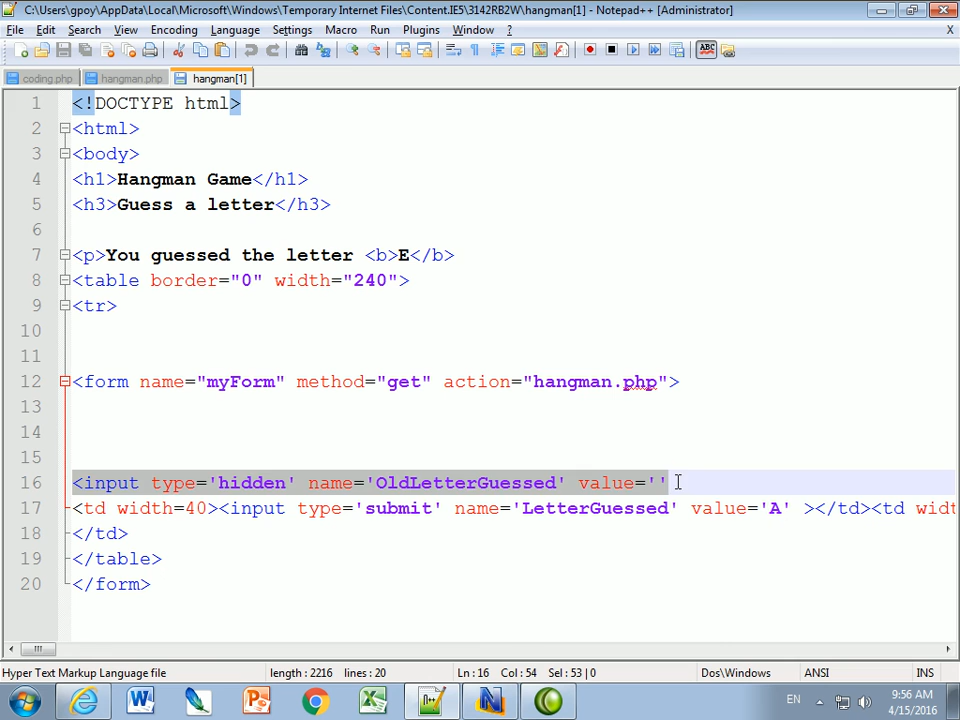 C:\Users\gpoy\AppData\Local\Microsoft\Windows\Temporary Internet Files\Content.IE5\3142RB2W\hangman[1] - Notepad++ [Administrator]
File Edit Search View Encoding Language Settings Macro Run Plugins Window ? X
coding.php hangman.php hangman[1]
1 <!DOCTYPE html>
2 <html>
3 <body>
4 <h1>Hangman Game</h1>
5 <h3>Guess a letter</h3>
6
7 <p>You guessed the letter <b>E</b>
8 <table border="0" width="240">
9 <tr>
10
11
12 <form name="myForm" method="get" action="hangman.php">
13
14
15
16 <input type='hidden' name='OldLetterGuessed' value=''
17 <td width=40><input type='submit' name='LetterGuessed' value='A' ></td><td widt
18 </td>
19 </table>
20 </form>
Hyper Text Markup Language file length : 2216 lines : 20 Ln : 16 Col : 54 Sel : 53 | 0 Dos\Windows ANSI INS
EN 9:56 AM
4/15/2016